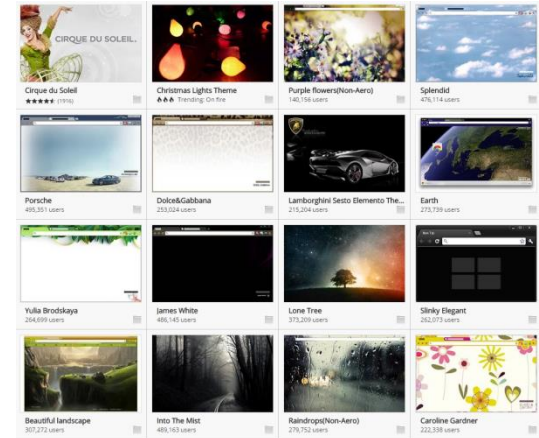 CIRQUE DU SOLEIL.
Cirque du Soleil
(1916)
Christmas Lights Theme
Trending: On fire
Purple flowers(Non-Aero)
140,156 users
Splendid
476,114 users
Porsche
495,351 users
Dolce&Gabbana
253,024 users
Lamborghini Sesto Elemento The...
215,204 users
Earth
273,739 users
Yulia Brodskaya
264,699 users
James White
486,145 users
Lone Tree
373,209 users
New Tab
Slinky Elegant
262,073 users
Beautiful landscape
307,272 users
Into The Mist
489,163 users
Raindrops(Non-Aero)
279,752 users
Caroline Gardner
222,338 users